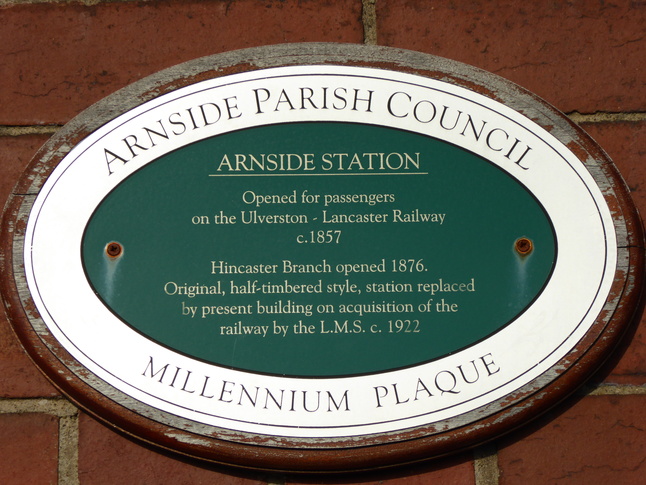 ARNSIDE PARISH COUNCIL
ARNSIDE STATION
Opened for passengers
on the Ulverston - Lancaster Railway
c.1857
Hincaster Branch opened 1876.
Original, half-timbered style, station replaced
by present building on acquisition of the
railway by the L.M.S. c. 1922
MILLENNIUM PLAQUE